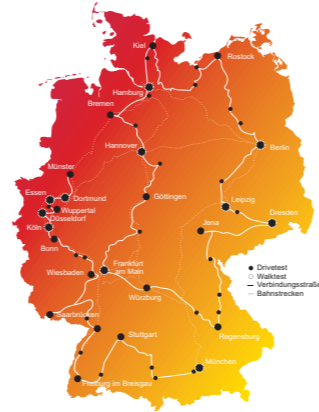 Kiel
Rostock
Hamburg
Bremen
Hannover
Berlin
Münster
Essen
Dortmund
Wuppertal
Düsseldorf
Köln
Bonn
Göttingen
Leipzig
Dresden
Jena
Wiesbaden
Frankfurt
am Main
Würzburg
Saarbrücken
Stuttgart
Regensburg
München
Freiburg im Breisgau
Drivetest
Walktest
Verbindungsstraße
Bahnstrecken